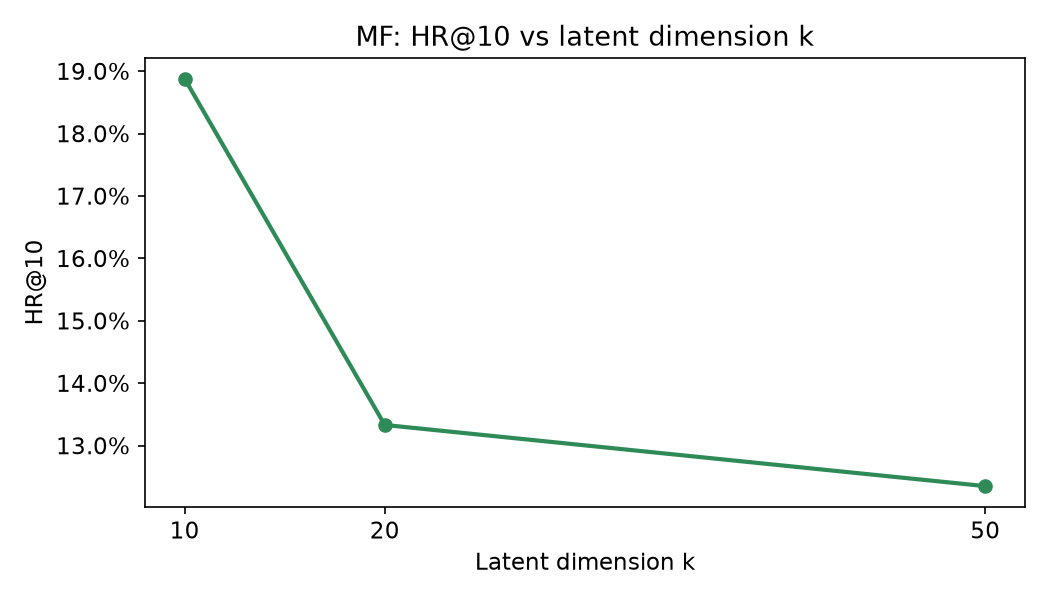 MF: HR@10 vs latent dimension k
HR@10
19.0%
18.0%
17.0%
16.0%
15.0%
14.0%
13.0%
10 20 50
Latent dimension k